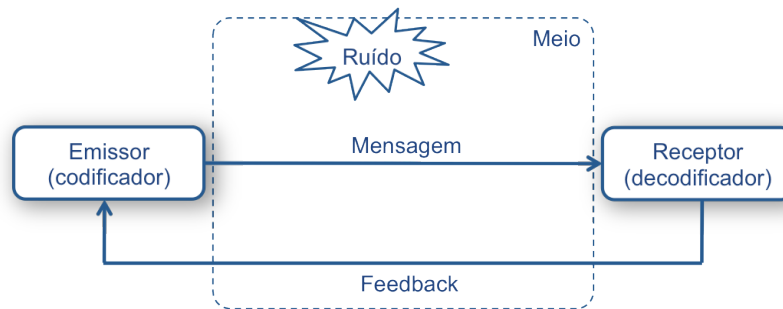 Ruído
Meio
Emissor
(codificador)
Mensagem
Receptor
(decodificador)
Feedback